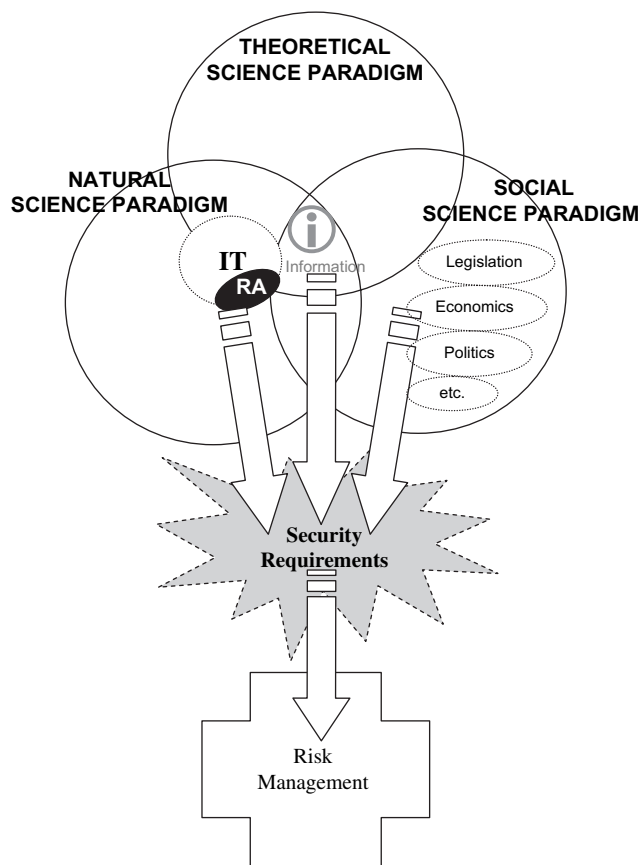 THEORETICAL
SCIENCE PARADIGM
NATURAL
SCIENCE PARADIGM
SOCIAL
SCIENCE PARADIGM
i
IT
RA
Information
Legislation
Economics
Politics
etc.
Security
Requirements
Risk
Management